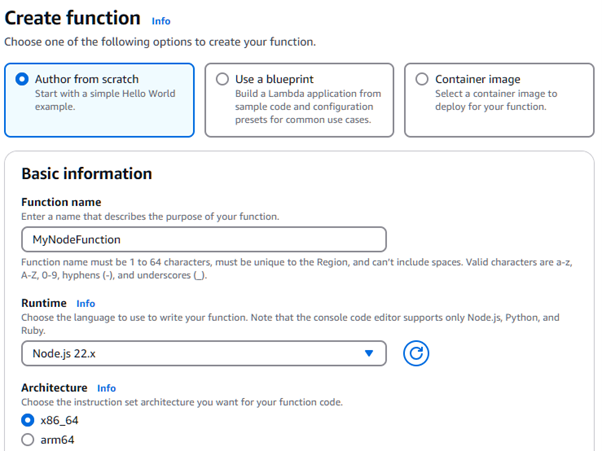 Create function Info
Choose one of the following options to create your function.
Author from scratch
Start with a simple Hello World
example.
Use a blueprint
Build a Lambda application from
sample code and configuration
presets for common use cases.
Container image
Select a container image to
deploy for your function.
Basic information
Function name
Enter a name that describes the purpose of your function.
MyNodeFunction
Function name must be 1 to 64 characters, must be unique to the Region, and can't include spaces. Valid characters are a-z,
A-Z, 0-9, hyphens (-), and underscores (_).
Runtime Info
Choose the language to use to write your function. Note that the console code editor supports only Node.js, Python, and
Ruby.
Node.js 22.x
Architecture Info
Choose the instruction set architecture you want for your function code.
x86_64
arm64